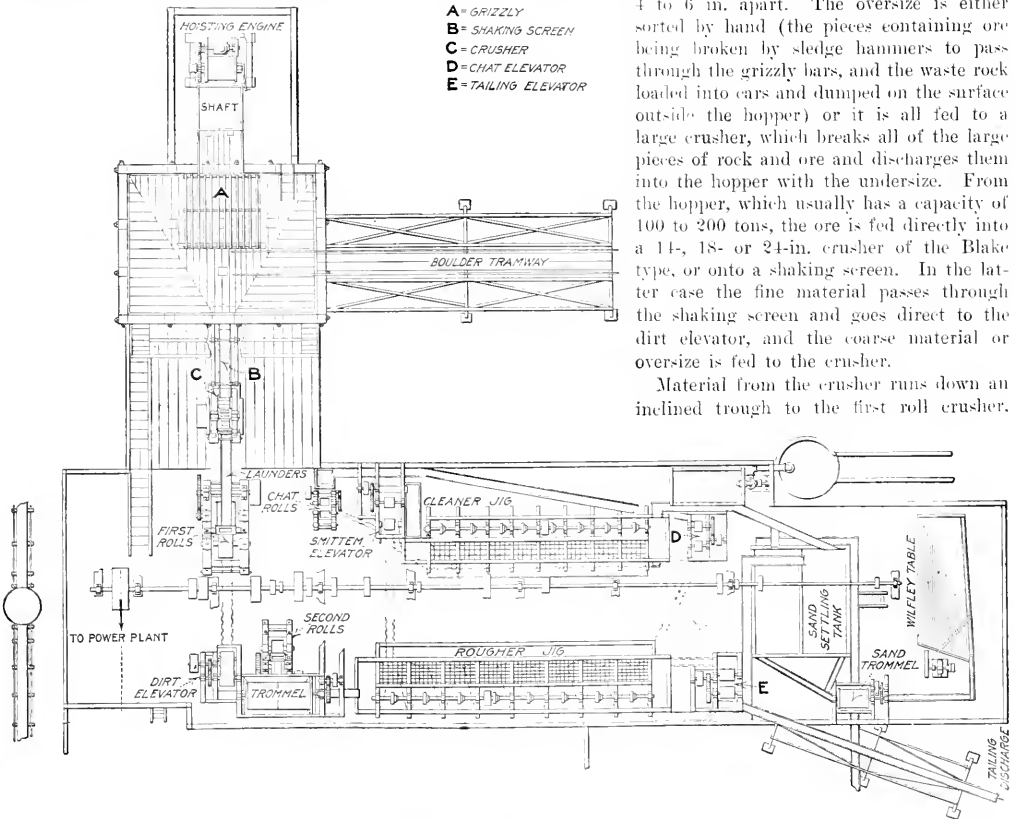 A = GRIZZLY
B = SHAKING SCREEN
C = CRUSHER
D = CHAT ELEVATOR
E = TAILING ELEVATOR
4 to 6 in. apart. The oversize is either
sorted by hand (the pieces containing ore
being broken by sledge hammers to pass
through the grizzly bars, and the waste rock
loaded into cars and dumped on the surface
outside the hopper) or it is all fed to a
large crusher, which breaks all of the large
pieces of rock and ore and discharges them
into the hopper with the undersize. From
the hopper, which usually has a capacity of
100 to 200 tons, the ore is fed directly into
a 14-, 18- or 24-in. crusher of the Blake
type, or onto a shaking screen. In the lat-
ter case the fine material passes through
the shaking screen and goes direct to the
dirt elevator, and the coarse material or
oversize is fed to the crusher.
Material from the crusher runs down an
inclined trough to the first roll crusher.
HOISTING ENGINE
SHAFT
A
BOULDER TRAMWAY
C
B
LAUNDERS
CHAT
ROLLS
CLEANER JIG
FIRST
ROLLS
SMITTEM
ELEVATOR
D
WILFLEY TABLE
SAND
SETTLING
TANK
TO POWER PLANT
SECOND
ROLLS
ROUGHER JIG
SAND
TROMMEL
DIRT
ELEVATOR
TROMMEL
E
TAILING
DISCHARGE